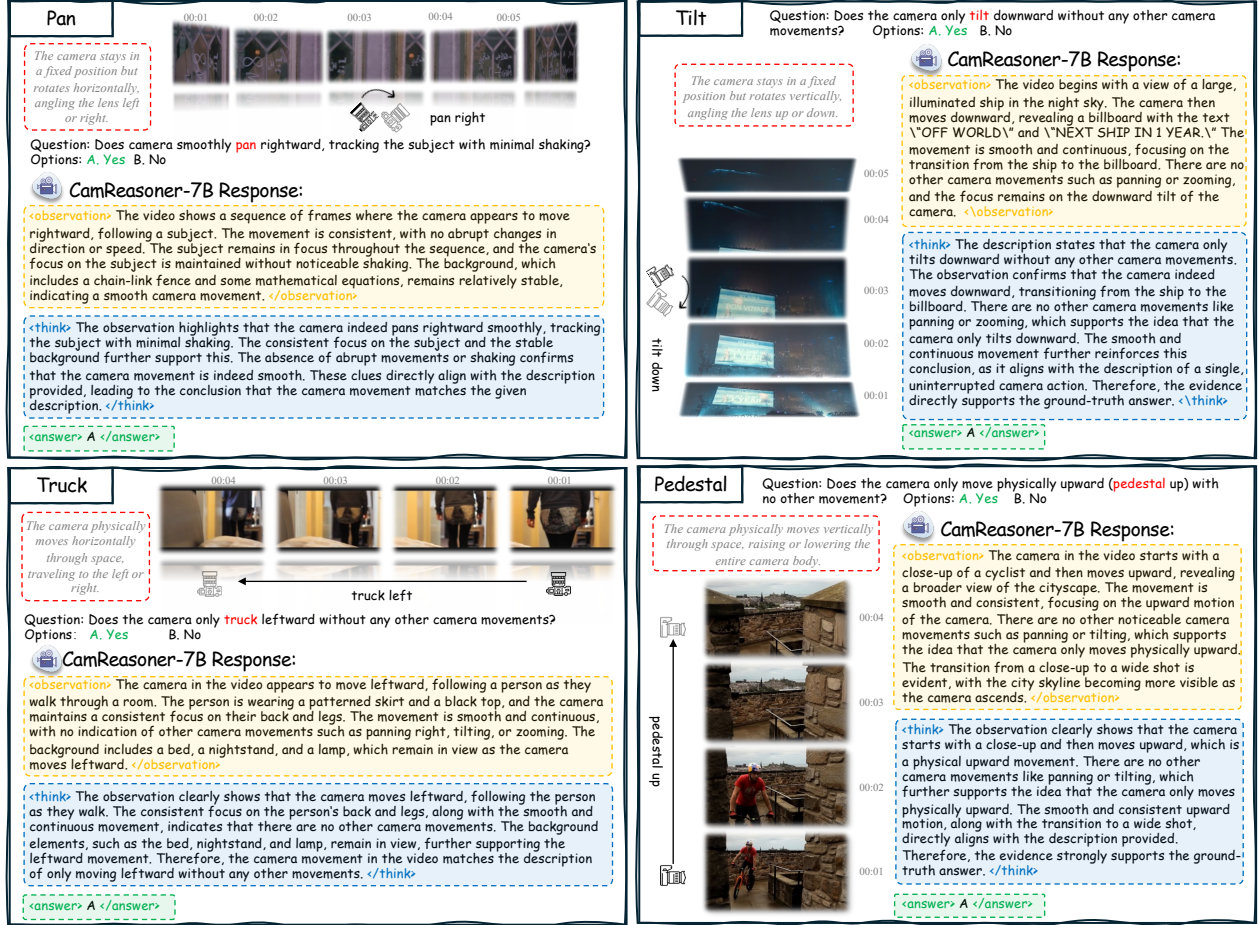 Pan
00:01 00:02 00:03 00:04 00:05
The camera stays in
a fixed position but
rotates horizontally,
angling the lens left
or right.
pan right
Question: Does camera smoothly pan rightward, tracking the subject with minimal shaking?
Options: A. Yes B. No
CamReasoner-7B Response:
<observation> The video shows a sequence of frames where the camera appears to move
rightward, following a subject. The movement is consistent, with no abrupt changes in
direction or speed. The subject remains in focus throughout the sequence, and the camera's
focus on the subject is maintained without noticeable shaking. The background, which
includes a chain-link fence and some mathematical equations, remains relatively stable,
indicating a smooth camera movement. </observation>
<think> The observation highlights that the camera indeed pans rightward smoothly, tracking
the subject with minimal shaking. The consistent focus on the subject and the stable
background further support this. The absence of abrupt movements or shaking confirms
that the camera movement is indeed smooth. These clues directly align with the description
provided, leading to the conclusion that the camera movement matches the given
description. </think>
<answer> A </answer>
Tilt
Question: Does the camera only tilt downward without any other camera
movements? Options: A. Yes B. No
The camera stays in a fixed
position but rotates vertically,
angling the lens up or down.
00:05
00:04
00:03
00:02
00:01
tilt down
CamReasoner-7B Response:
<observation> The video begins with a view of a large,
illuminated ship in the night sky. The camera then
moves downward, revealing a billboard with the text
\"OFF WORLD\" and \"NEXT SHIP IN 1 YEAR.\" The
movement is smooth and continuous, focusing on the
transition from the ship to the billboard. There are no
other camera movements such as panning or zooming,
and the focus remains on the downward tilt of the
camera. <\observation>
<think> The description states that the camera only
tilts downward without any other camera movements.
The observation confirms that the camera indeed
moves downward, transitioning from the ship to the
billboard. There are no other camera movements like
panning or zooming, which supports the idea that the
camera only tilts downward. The smooth and
continuous movement further reinforces this
conclusion, as it aligns with the description of a single,
uninterrupted camera action. Therefore, the evidence
directly supports the ground-truth answer. <\think>
<answer> A </answer>
Truck
00:04 00:03 00:02 00:01
The camera physically
moves horizontally
through space,
traveling to the left or
right.
truck left
Question: Does the camera only truck leftward without any other camera movements?
Options: A. Yes B. No
CamReasoner-7B Response:
<observation> The camera in the video appears to move leftward, following a person as they
walk through a room. The person is wearing a patterned skirt and a black top, and the camera
maintains a consistent focus on their back and legs. The movement is smooth and continuous,
with no indication of other camera movements such as panning right, tilting, or zooming. The
background includes a bed, a nightstand, and a lamp, which remain in view as the camera
moves leftward. </observation>
<think> The observation clearly shows that the camera moves leftward, following the person
as they walk. The consistent focus on the person's back and legs, along with the smooth and
continuous movement, indicates that there are no other camera movements. The background
elements, such as the bed, nightstand, and lamp, remain in view, further supporting the
leftward movement. Therefore, the camera movement in the video matches the description
of only moving leftward without any other movements. </think>
<answer> A </answer>
Pedestal
Question: Does the camera only move physically upward (pedestal up) with
no other movement? Options: A. Yes B. No
The camera physically moves vertically
through space, raising or lowering the
entire camera body.
00:04
00:03
00:02
00:01
pedestal up
CamReasoner-7B Response:
<observation> The camera in the video starts with a
close-up of a cyclist and then moves upward, revealing
a broader view of the cityscape. The movement is
smooth and consistent, focusing on the upward motion
of the camera. There are no other noticeable camera
movements such as panning or tilting, which supports
the idea that the camera only moves physically upward.
The transition from a close-up to a wide shot is
evident, with the city skyline becoming more visible as
the camera ascends. </observation>
<think> The observation clearly shows that the camera
starts with a close-up and then moves upward, which is
a physical upward movement. There are no other
camera movements like panning or tilting, which
further supports the idea that the camera only moves
physically upward. The smooth and consistent upward
motion, along with the transition to a wide shot,
directly aligns with the description provided.
Therefore, the evidence strongly supports the ground-
truth answer. </think>
<answer> A </answer>